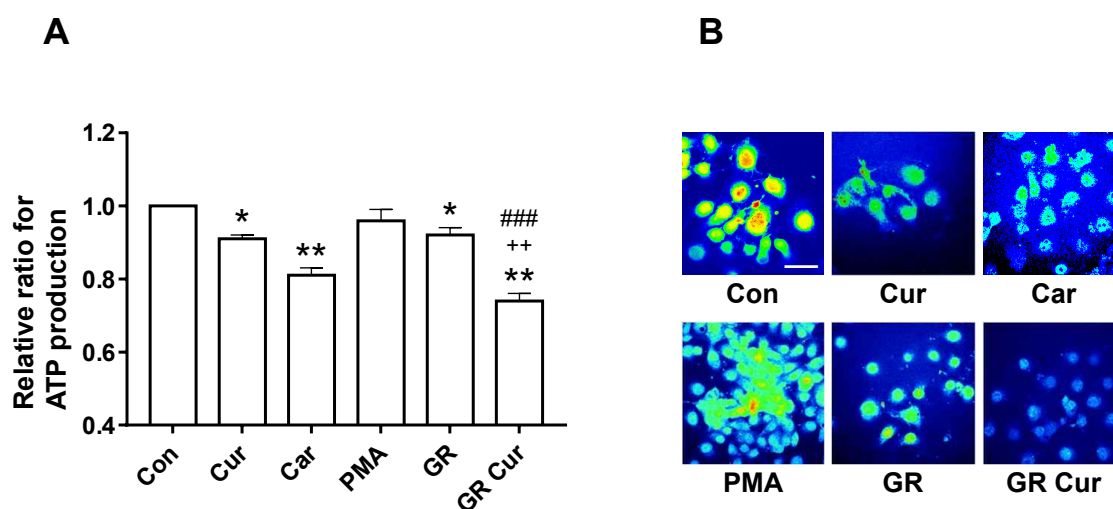 A
B
Relative ratio for
ATP production
1.2
1.0
0.8
0.6
0.4
*
**
*
###
++
**
Con
Cur
Car
PMA
GR
GR Cur
Con
Cur
Car
PMA
GR
GR Cur